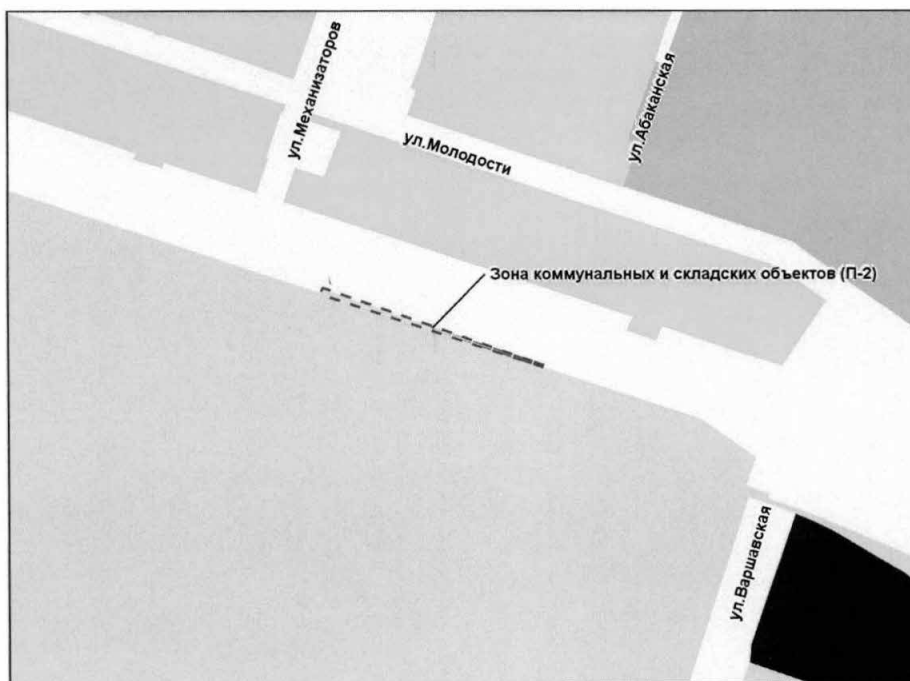 ул.Механизаторов
ул.Абаканская
ул.Молодости
Зона коммунальных и складских объектов (П-2)
ул.Варшавская